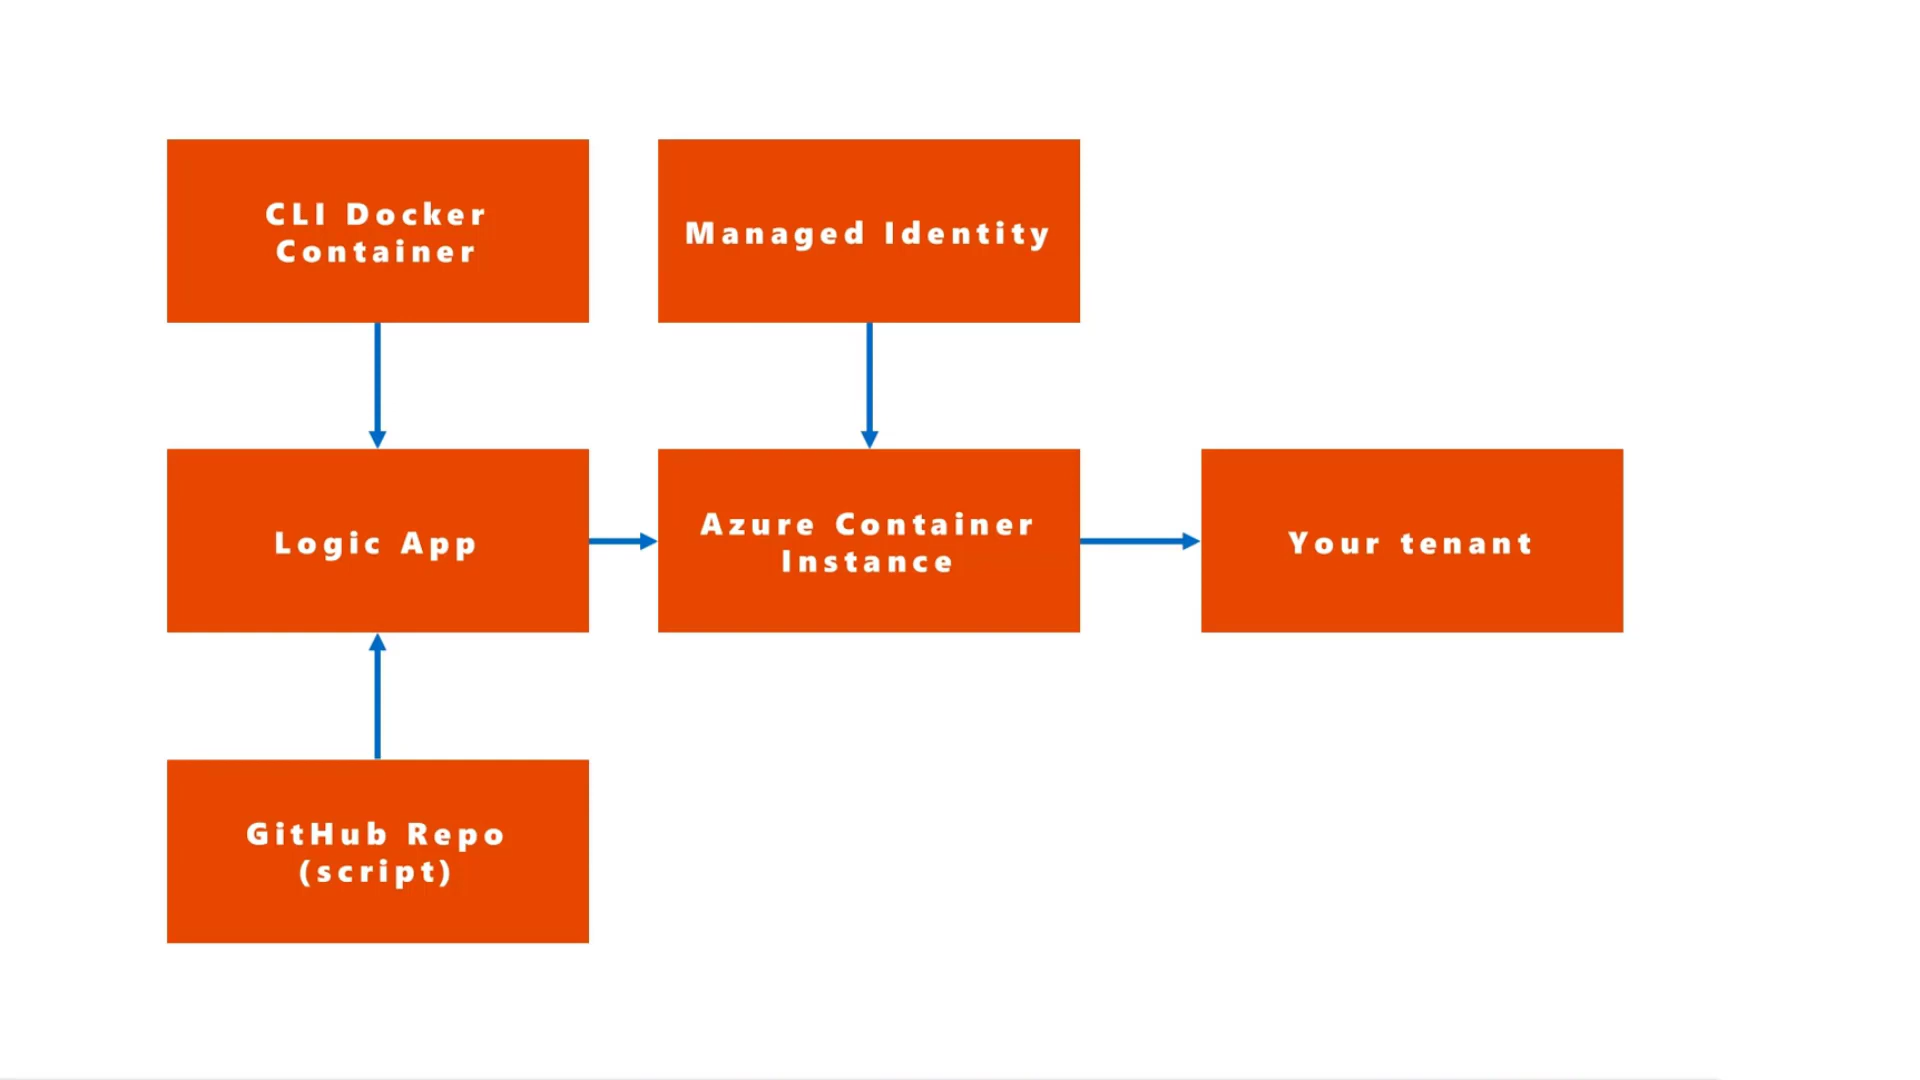 CLI Docker
Container
Managed Identity
Logic App
Azure Container
Instance
Your tenant
GitHub Repo
(script)